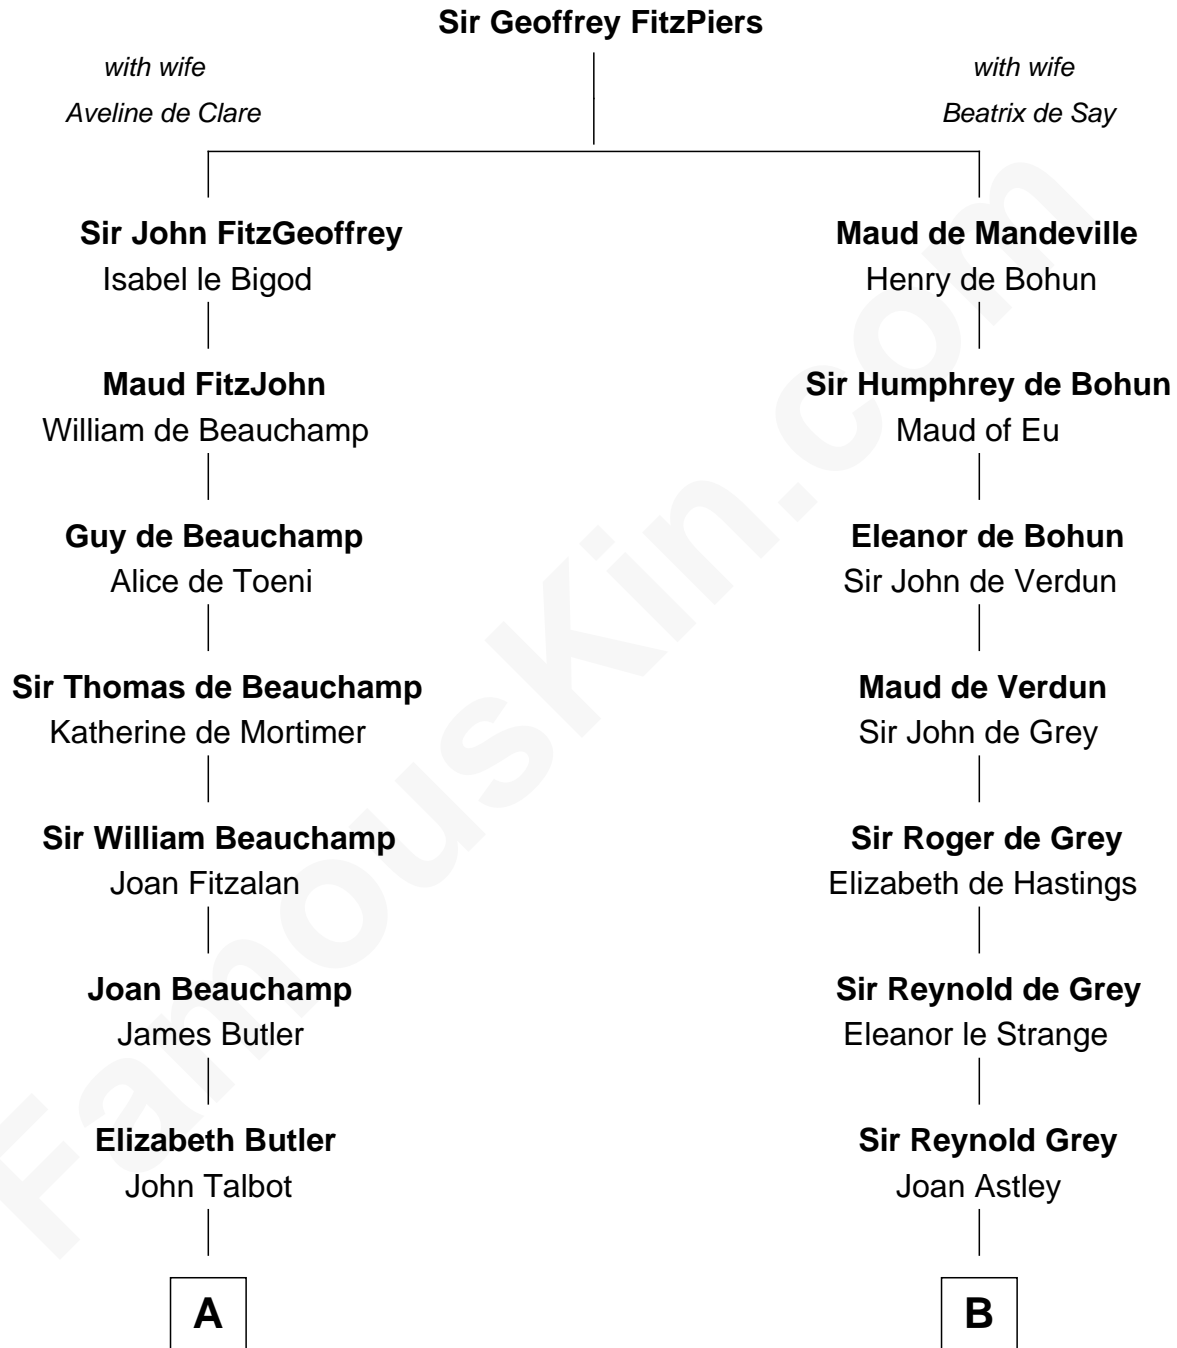 Sir Geoffrey FitzPiers
with wife
Aveline de Clare
with wife
Beatrix de Say
Sir John FitzGeoffrey
Isabel le Bigod
Maud de Mandeville
Henry de Bohun
Maud FitzJohn
William de Beauchamp
Sir Humphrey de Bohun
Maud of Eu
Guy de Beauchamp
Alice de Toeni
Eleanor de Bohun
Sir John de Verdun
Sir Thomas de Beauchamp
Katherine de Mortimer
Maud de Verdun
Sir John de Grey
Sir William Beauchamp
Joan Fitzalan
Sir Roger de Grey
Elizabeth de Hastings
Joan Beauchamp
James Butler
Sir Reynold de Grey
Eleanor le Strange
Elizabeth Butler
John Talbot
Sir Reynold Grey
Joan Astley
A
B
FamousKin.com